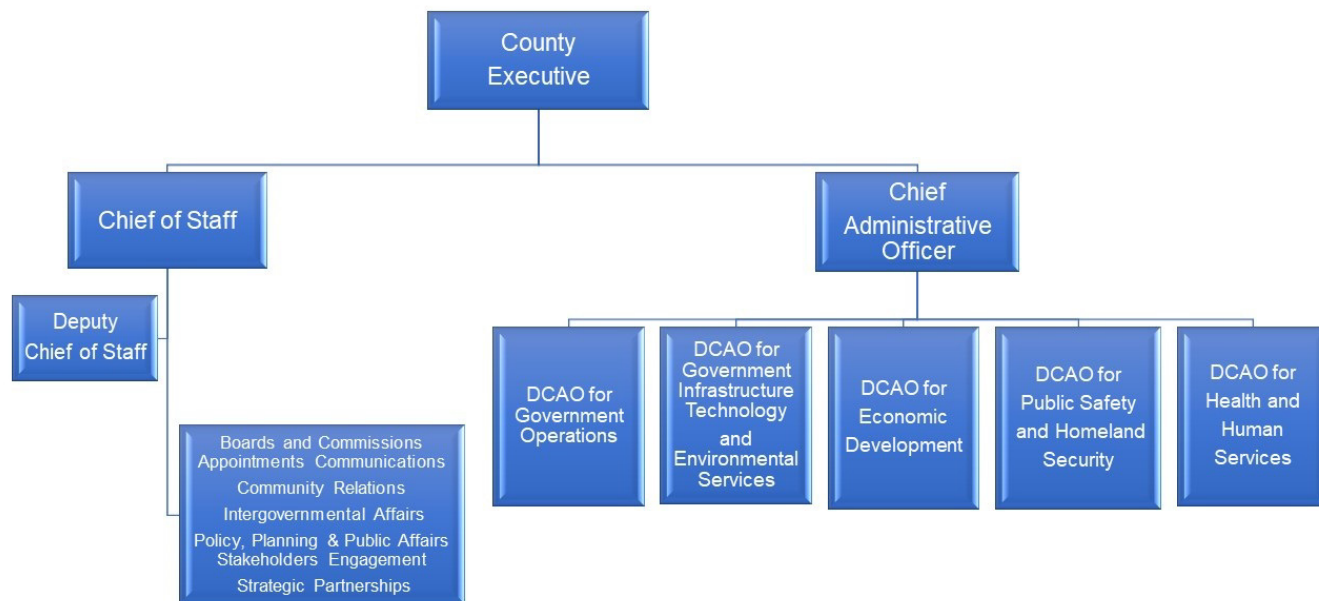 County
Executive
Chief of Staff
Chief
Administrative
Officer
Deputy
Chief of Staff
Boards and Commissions
Appointments Communications
Community Relations
Intergovernmental Affairs
Policy, Planning & Public Affairs
Stakeholders Engagement
Strategic Partnerships
DCAO for
Government
Operations
DCAO for
Government
Infrastructure
Technology
and
Environmental
Services
DCAO for
Economic
Development
DCAO for
Public Safety
and Homeland
Security
DCAO for
Health and
Human
Services